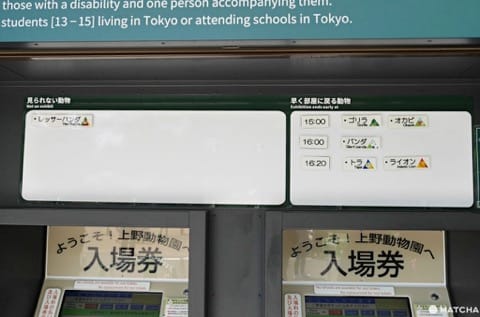 those with a disability and one person accompanying them.
students [13－15] living in Tokyo or attending schools in Tokyo.
見られない動物
Not on exhibit
・レッサーパンダ
早く部屋に戻る動物
Exhibition ends early at
15:00 ・ゴリラ ・オカピ
16:00 ・パンダ
16:20 ・トラ ・ライオン
ようこそ！上野動物園へ
入場券
ようこそ！上野動物園へ
入場券
MATCHA